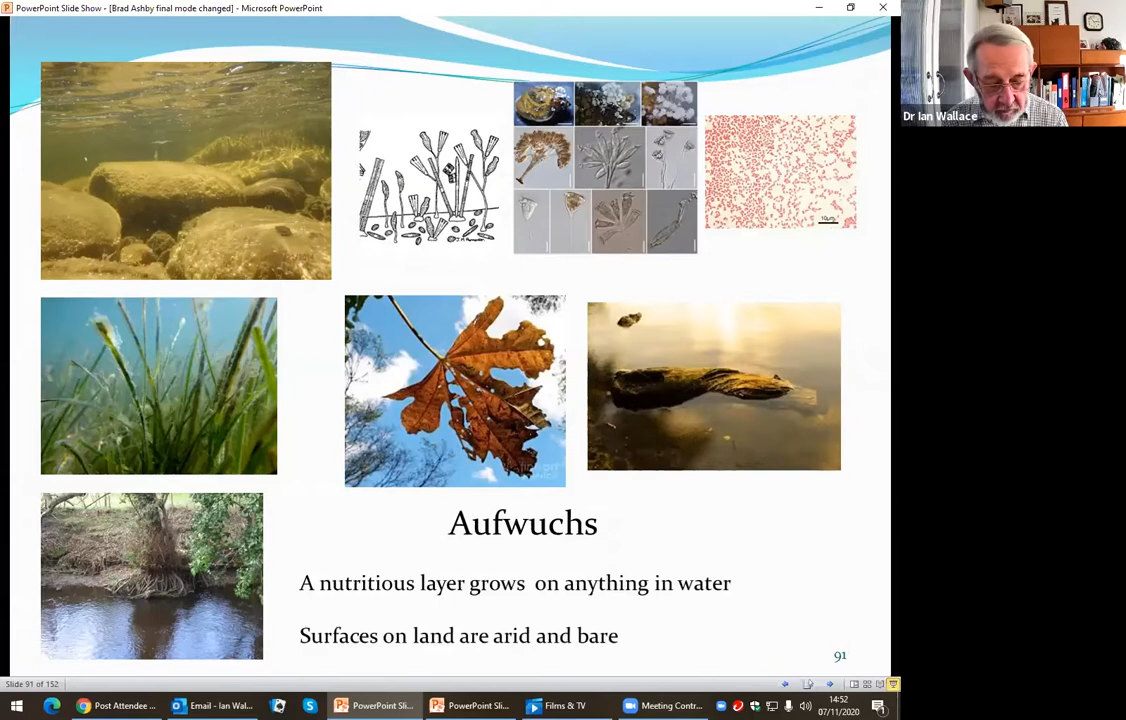 PowerPoint Slide Show - [Brad Ashby final mode changed] - Microsoft PowerPoint
Dr Ian Wallace
10µm
Aufwuchs
A nutritious layer grows on anything in water
Surfaces on land are arid and bare
91
Slide 91 of 152
Post Attendee ...
Email - Ian Wal...
PowerPoint Sli...
PowerPoint Sli...
Films & TV
Meeting Contr...
14:52
07/11/2020